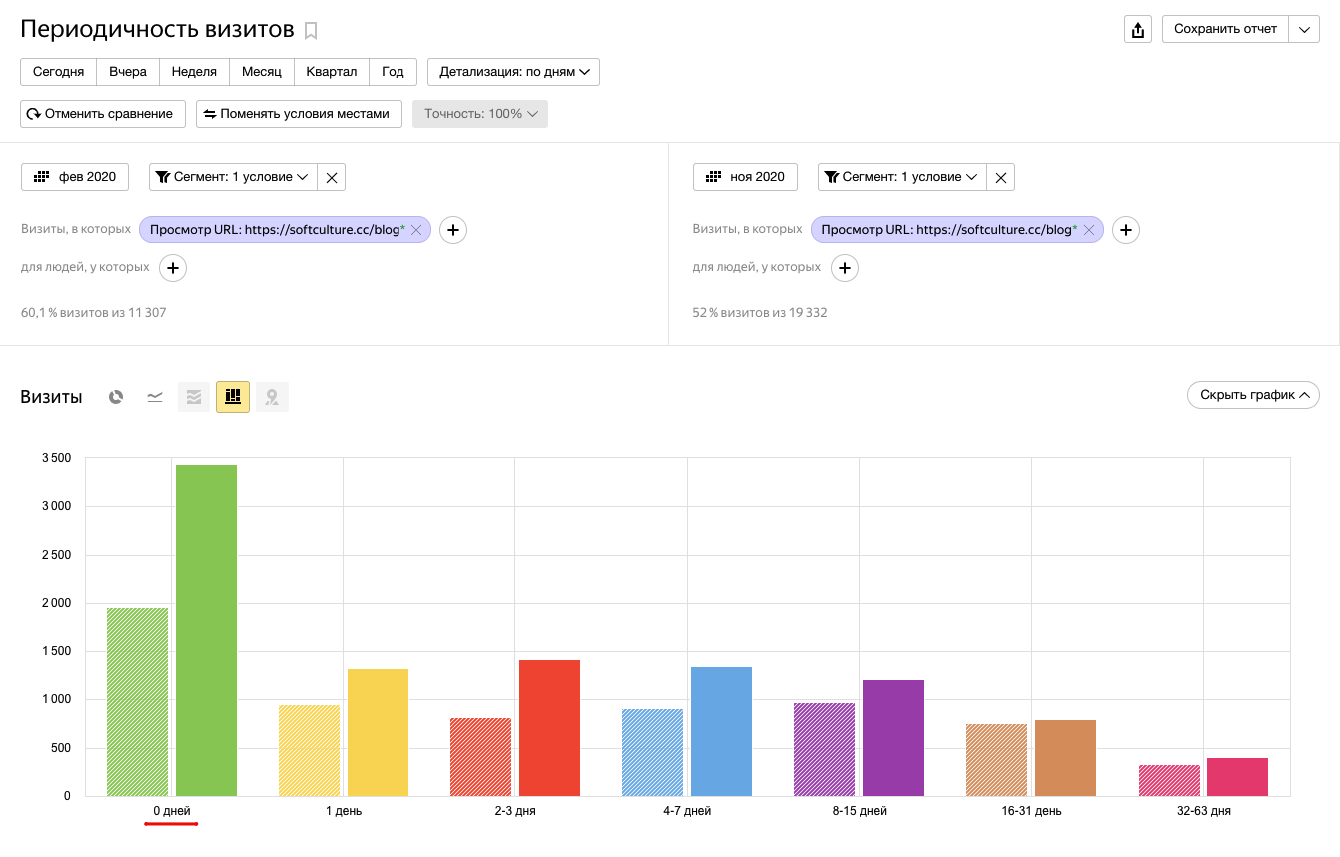 Периодичность визитов
Сохранить отчет
Сегодня Вчера Неделя Месяц Квартал Год Детализация: по дням
Отменить сравнение Поменять условия местами Точность: 100%
фев 2020 Сегмент: 1 условие
Визиты, в которых Просмотр URL: https://softculture.cc/blog*
для людей, у которых
60,1 % визитов из 11 307
ноя 2020 Сегмент: 1 условие
Визиты, в которых Просмотр URL: https://softculture.cc/blog*
для людей, у которых
52 % визитов из 19 332
Визиты
Скрыть график
3 500
3 000
2 500
2 000
1 500
1 000
500
0
0 дней 1 день 2-3 дня 4-7 дней 8-15 дней 16-31 день 32-63 дня